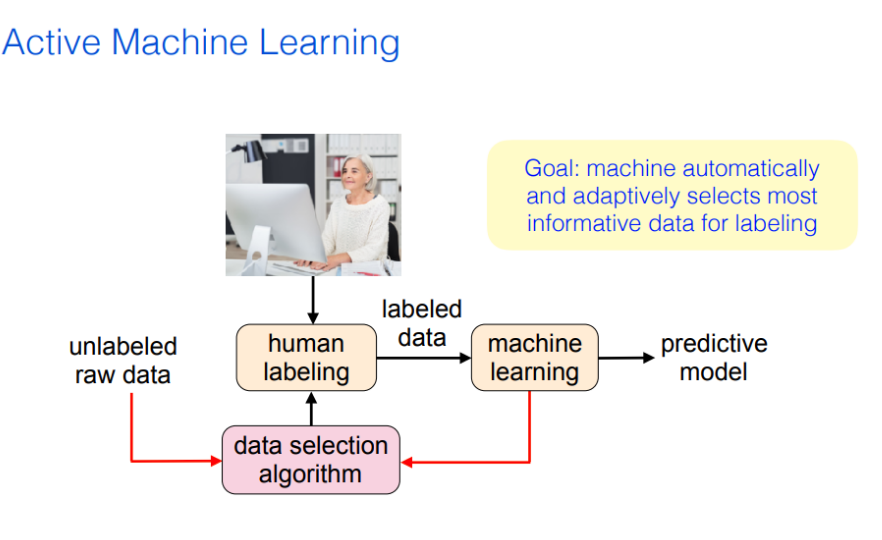 Active Machine Learning
Goal: machine automatically
and adaptively selects most
informative data for labeling
labeled
data
unlabeled
raw data
human
labeling
machine
learning
predictive
model
data selection
algorithm